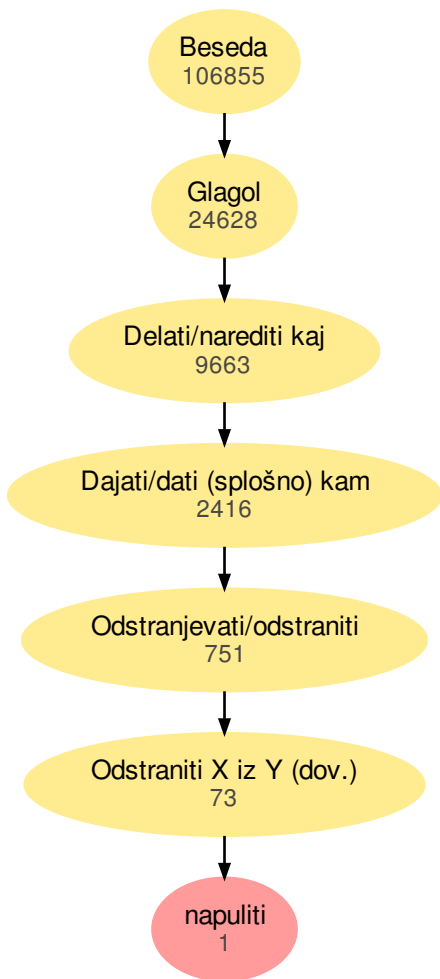 Beseda
106855
Glagol
24628
Delati/narediti kaj
9663
Dajati/dati (splošno) kam
2416
Odstranjevati/odstraniti
751
Odstraniti X iz Y (dov.)
73
napuliti
1